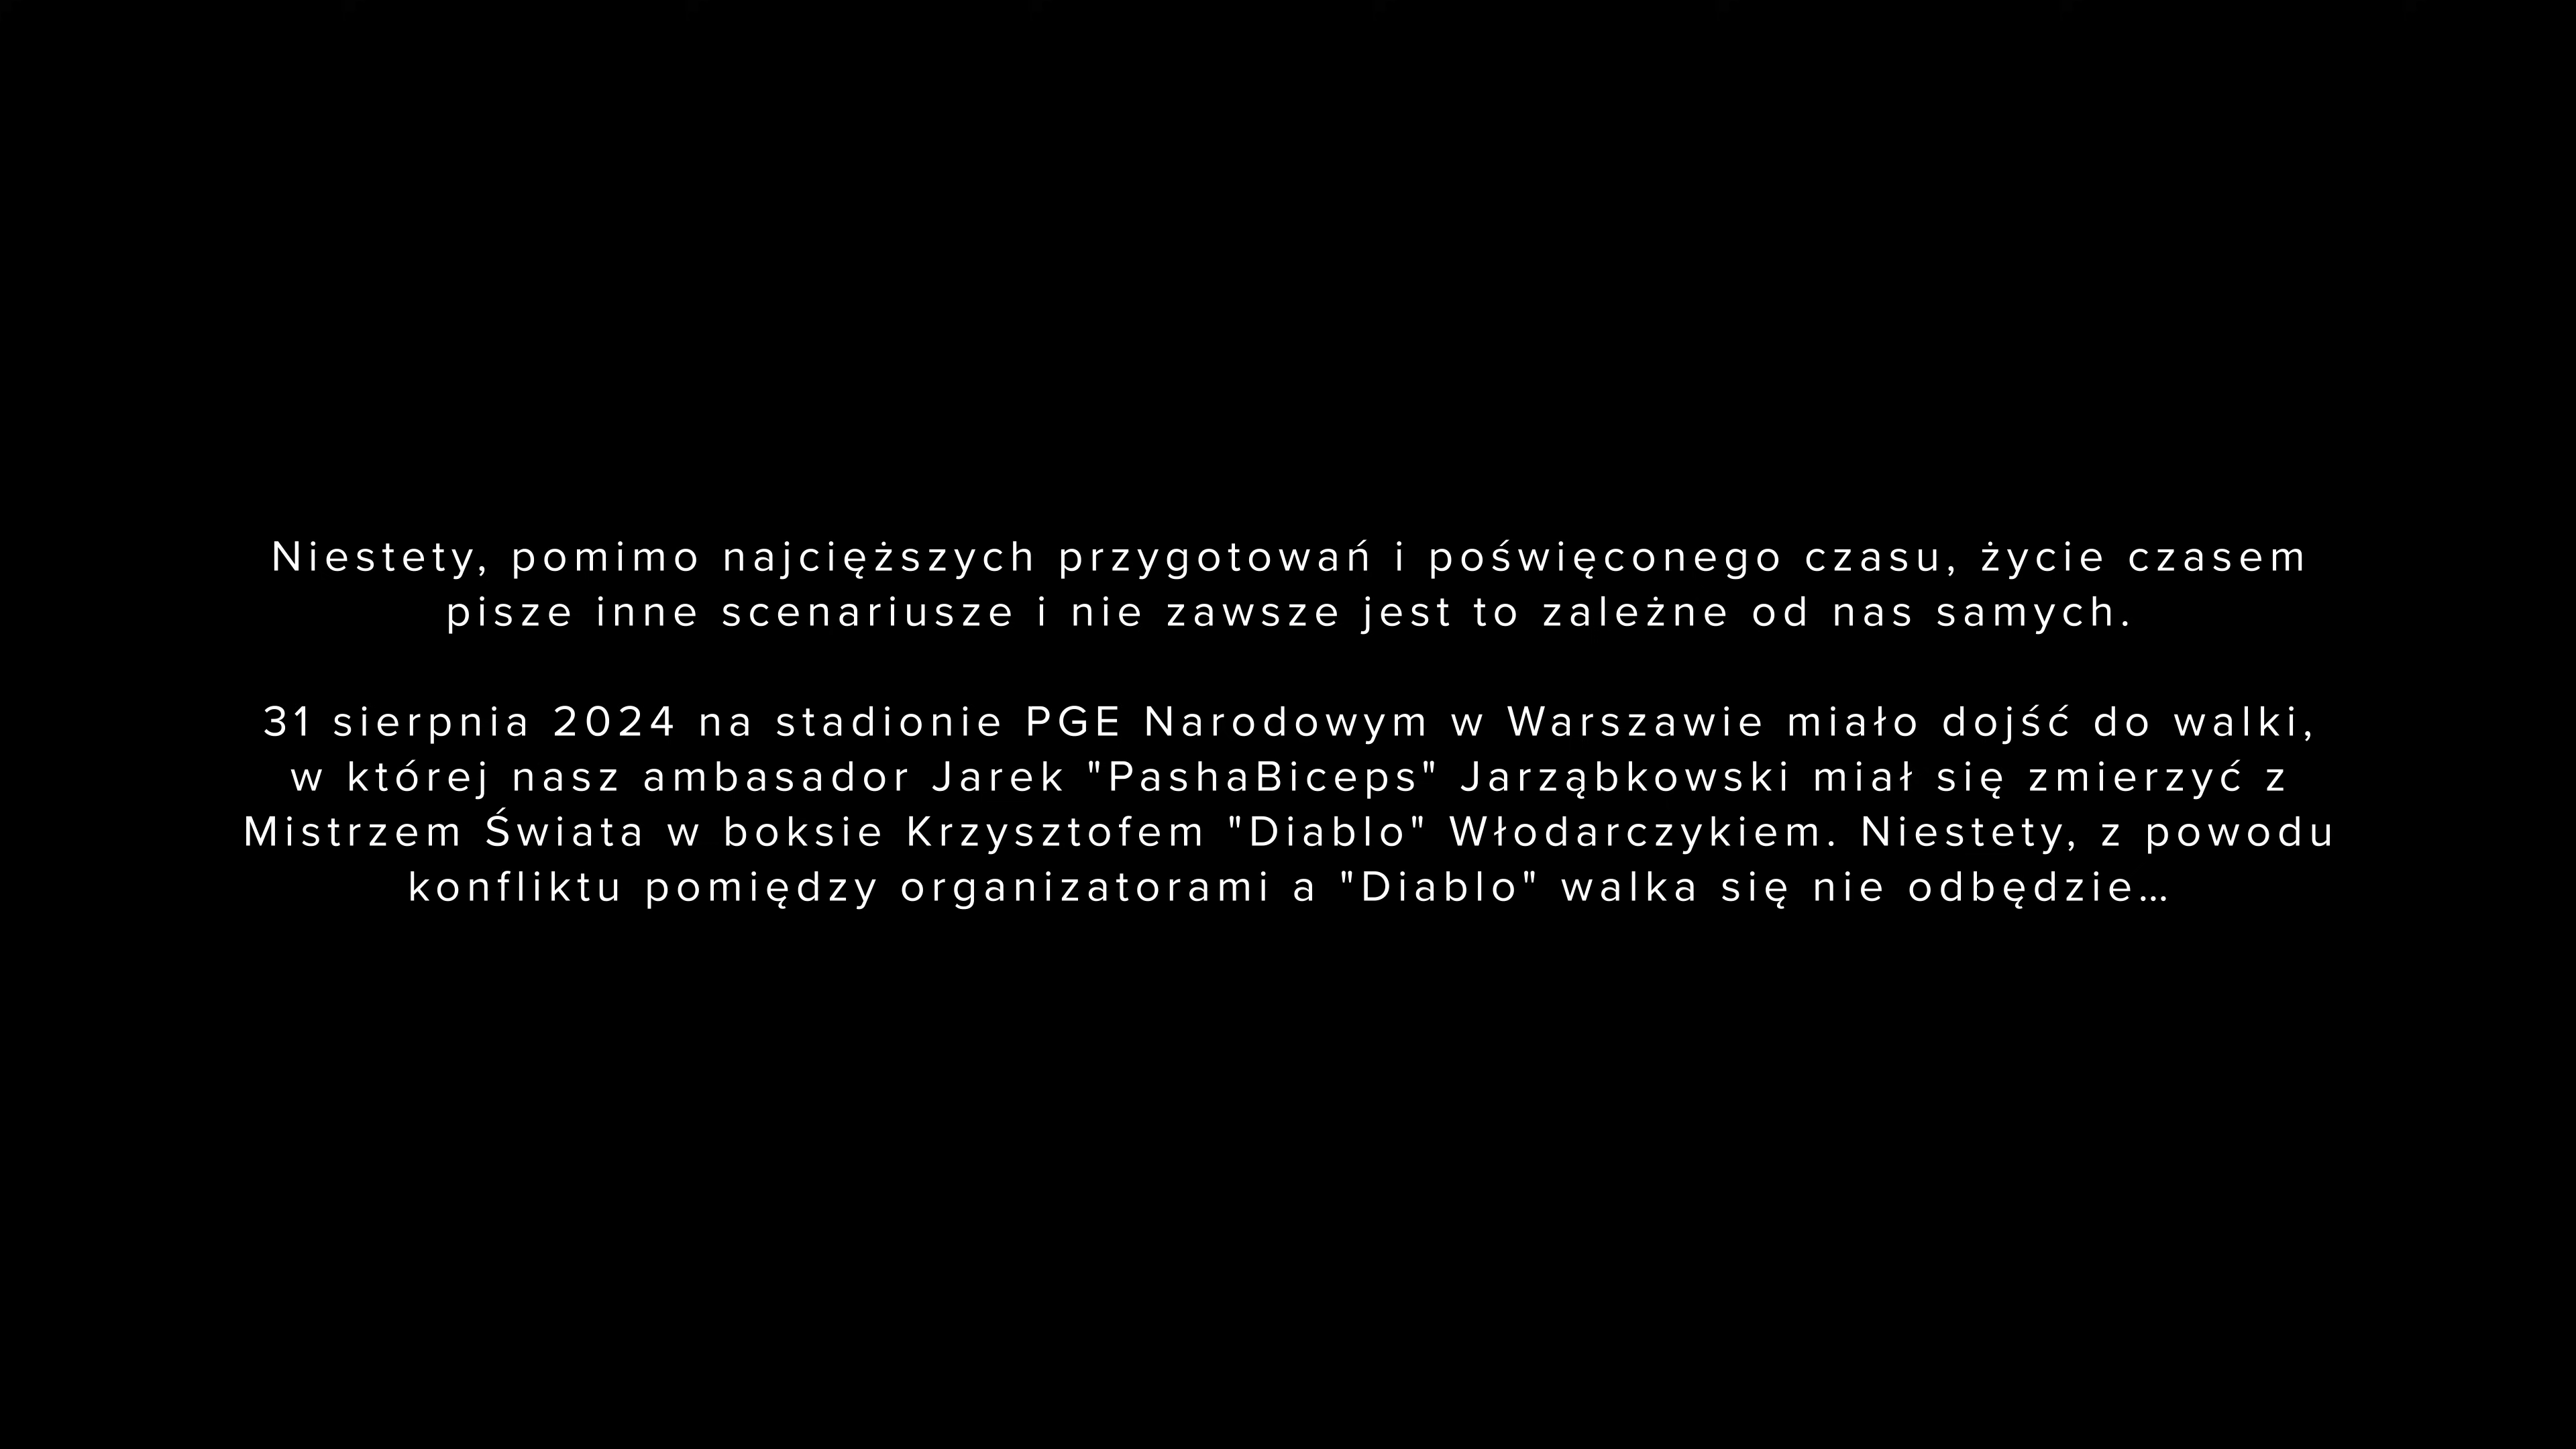 Niestety, pomimo najcięższych przygotowań i poświęconego czasu, życie czasem
pisze inne scenariusze i nie zawsze jest to zależne od nas samych.
31 sierpnia 2024 na stadionie PGE Narodowym w Warszawie miało dojść do walki,
w której nasz ambasador Jarek "PashaBiceps" Jarząbkowski miał się zmierzyć z
Mistrzem Świata w boksie Krzysztofem "Diablo" Włodarczykiem. Niestety, z powodu
konfliktu pomiędzy organizatorami a "Diablo" walka się nie odbędzie...